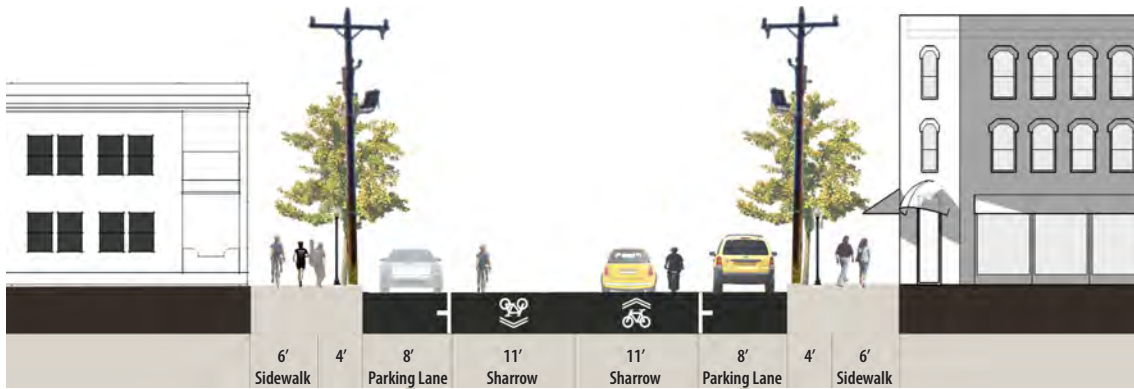 6’ 4’ 8’ 11’ 11’ 8’ 4’ 6’
Sidewalk Parking Lane Sharrow Sharrow Parking Lane Sidewalk